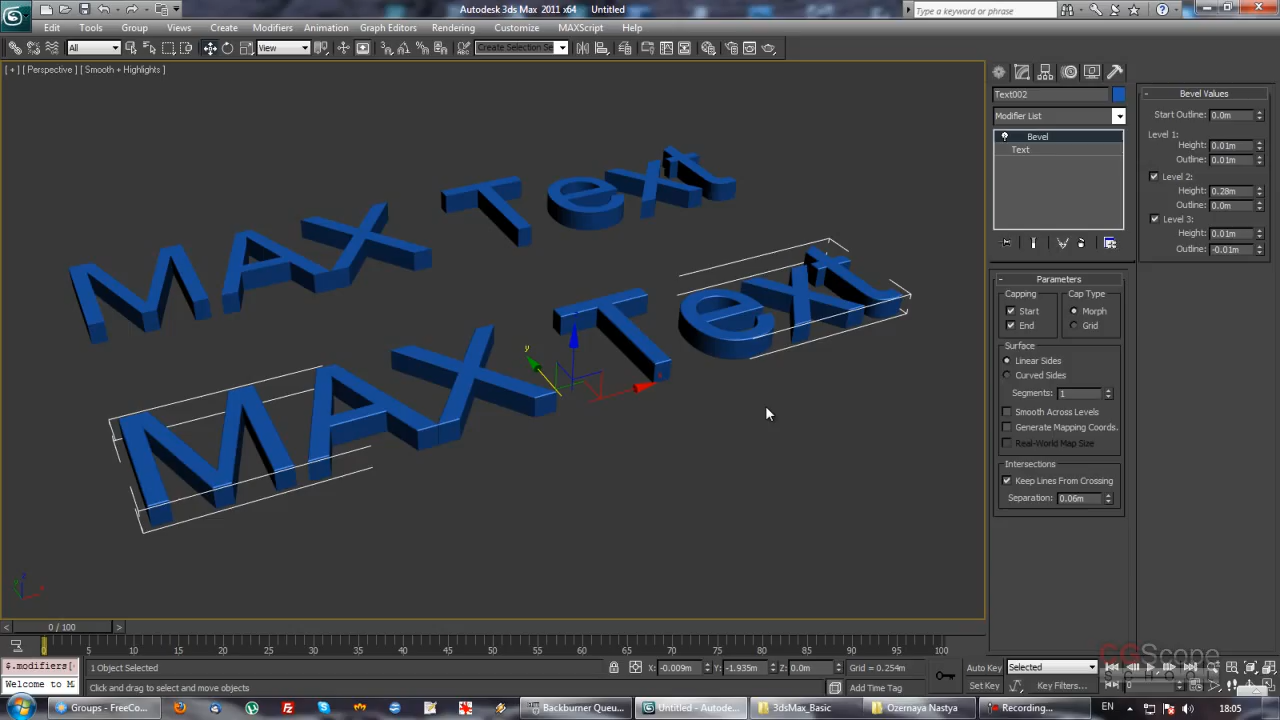 Autodesk 3ds Max 2011 x64    Untitled
Type a keyword or phrase
Edit Tools Group Views Create Modifiers Animation Graph Editors Rendering Customize MAXScript Help
All View Create Selection Se
[ + ] [ Perspective ] [ Smooth + Highlights ]
MAX Text
MAX Text
y
Text002
Modifier List
Bevel
Text
- Parameters
Capping
Start
End
Cap Type
Morph
Grid
Surface
Linear Sides
Curved Sides
Segments: 1
Smooth Across Levels
Generate Mapping Coords.
Real-World Map Size
Intersections
Keep Lines From Crossing
Separation: 0.06m
- Bevel Values
Start Outline: 0.0m
Level 1:
Height: 0.01m
Outline: 0.01m
Level 2:
Height: 0.28m
Outline: 0.0m
Level 3:
Height: 0.01m
Outline: -0.01m
< 0 / 100 >
0 5 10 15 20 25 30 35 40 45 50 55 60 65 70 75 80 85 90 95 100
$.modifiers[
Welcome to M
1 Object Selected
Click and drag to select and move objects
X: -0.009m Y: -1.935m Z: 0.0m Grid = 0.254m
Add Time Tag
Auto Key Selected
Set Key Key Filters... 0
CGScope
school
Groups - FreeCo... Backburner Queu... Untitled - Autodes... 3dsMax_Basic Ozernaya Nastya Recording... EN 18:05